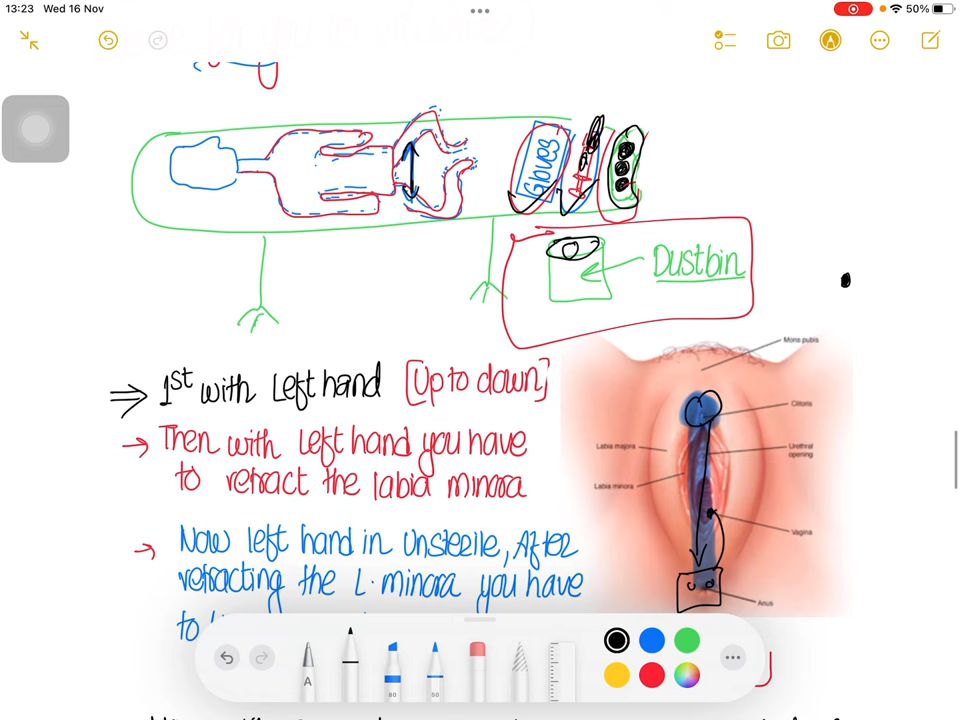 13:23 Wed 16 Nov
50%
Gloves
Dustbin
⇒ 1st with Left hand [Up to down]
→ Then with left hand you have
to retract the labia minora
→ Now left hand in Unsterile, After
retracting the L. minora you have
to
Mons pubis
Clitoris
Labia majora
Urethral
opening
Labia minora
Vagina
Anus
A
80
50